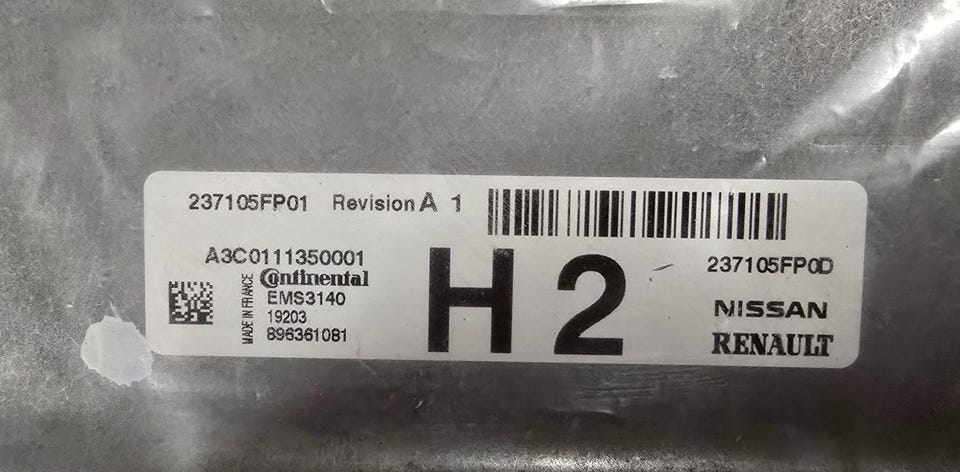 237105FP01 Revision A 1
A3C0111350001
MADE IN FRANCE
Continental
EMS3140
19203
896361081
H2
237105FP0D
NISSAN
RENAULT